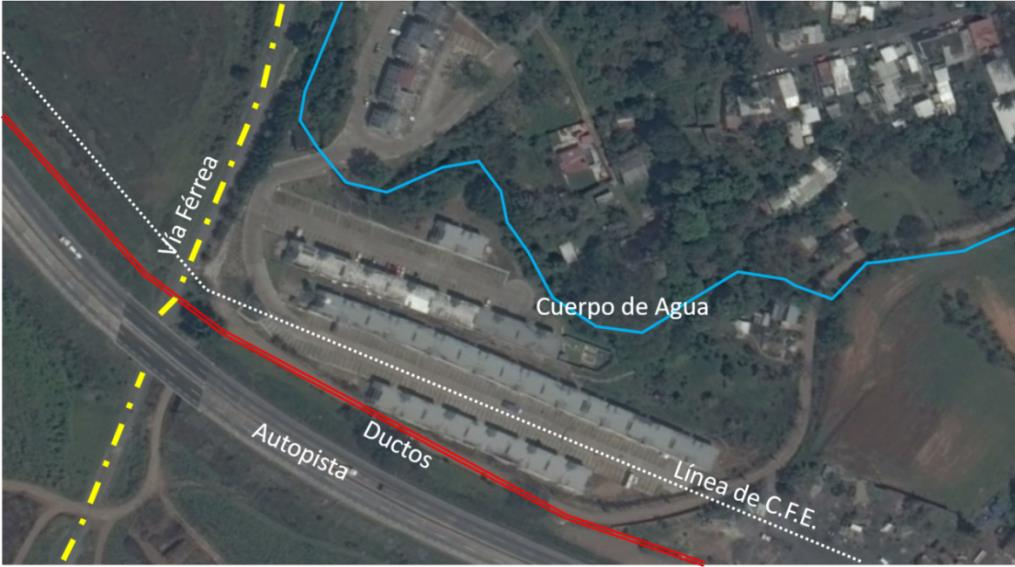 Vía Férrea
Cuerpo de Agua
Autopista
Ductos
Línea de C.F.E.